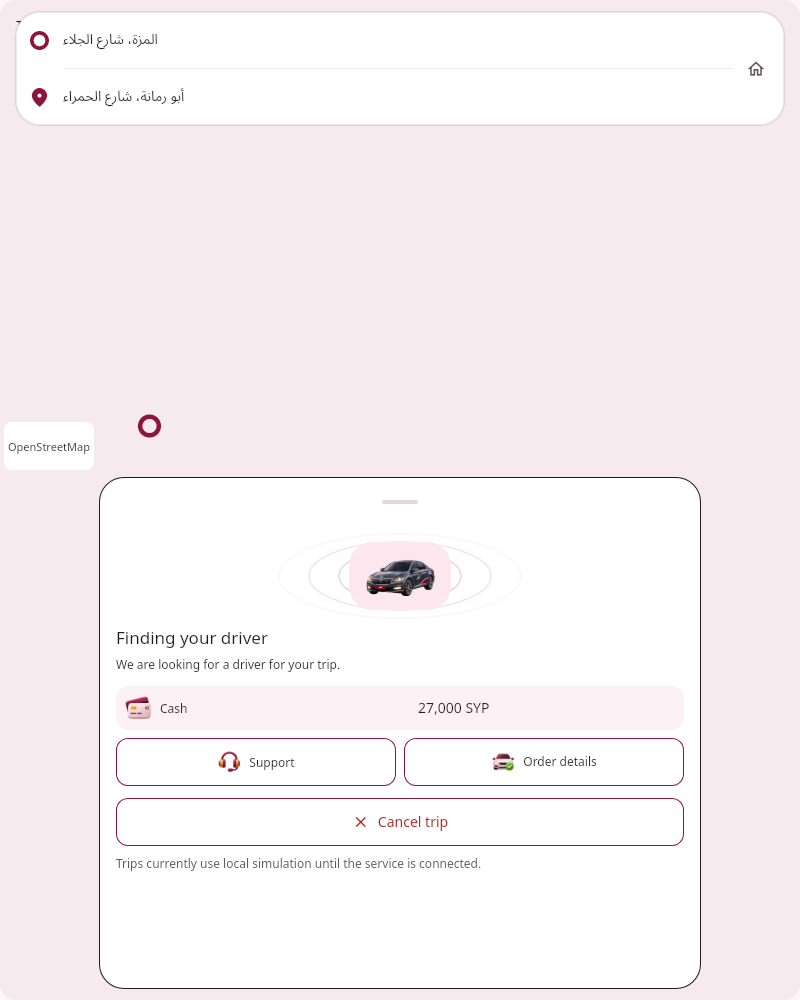 المزة، شارع الجلاء
أبو رمانة، شارع الحمراء
OpenStreetMap
Finding your driver
We are looking for a driver for your trip.
Cash 27,000 SYP
Support Order details
Cancel trip
Trips currently use local simulation until the service is connected.